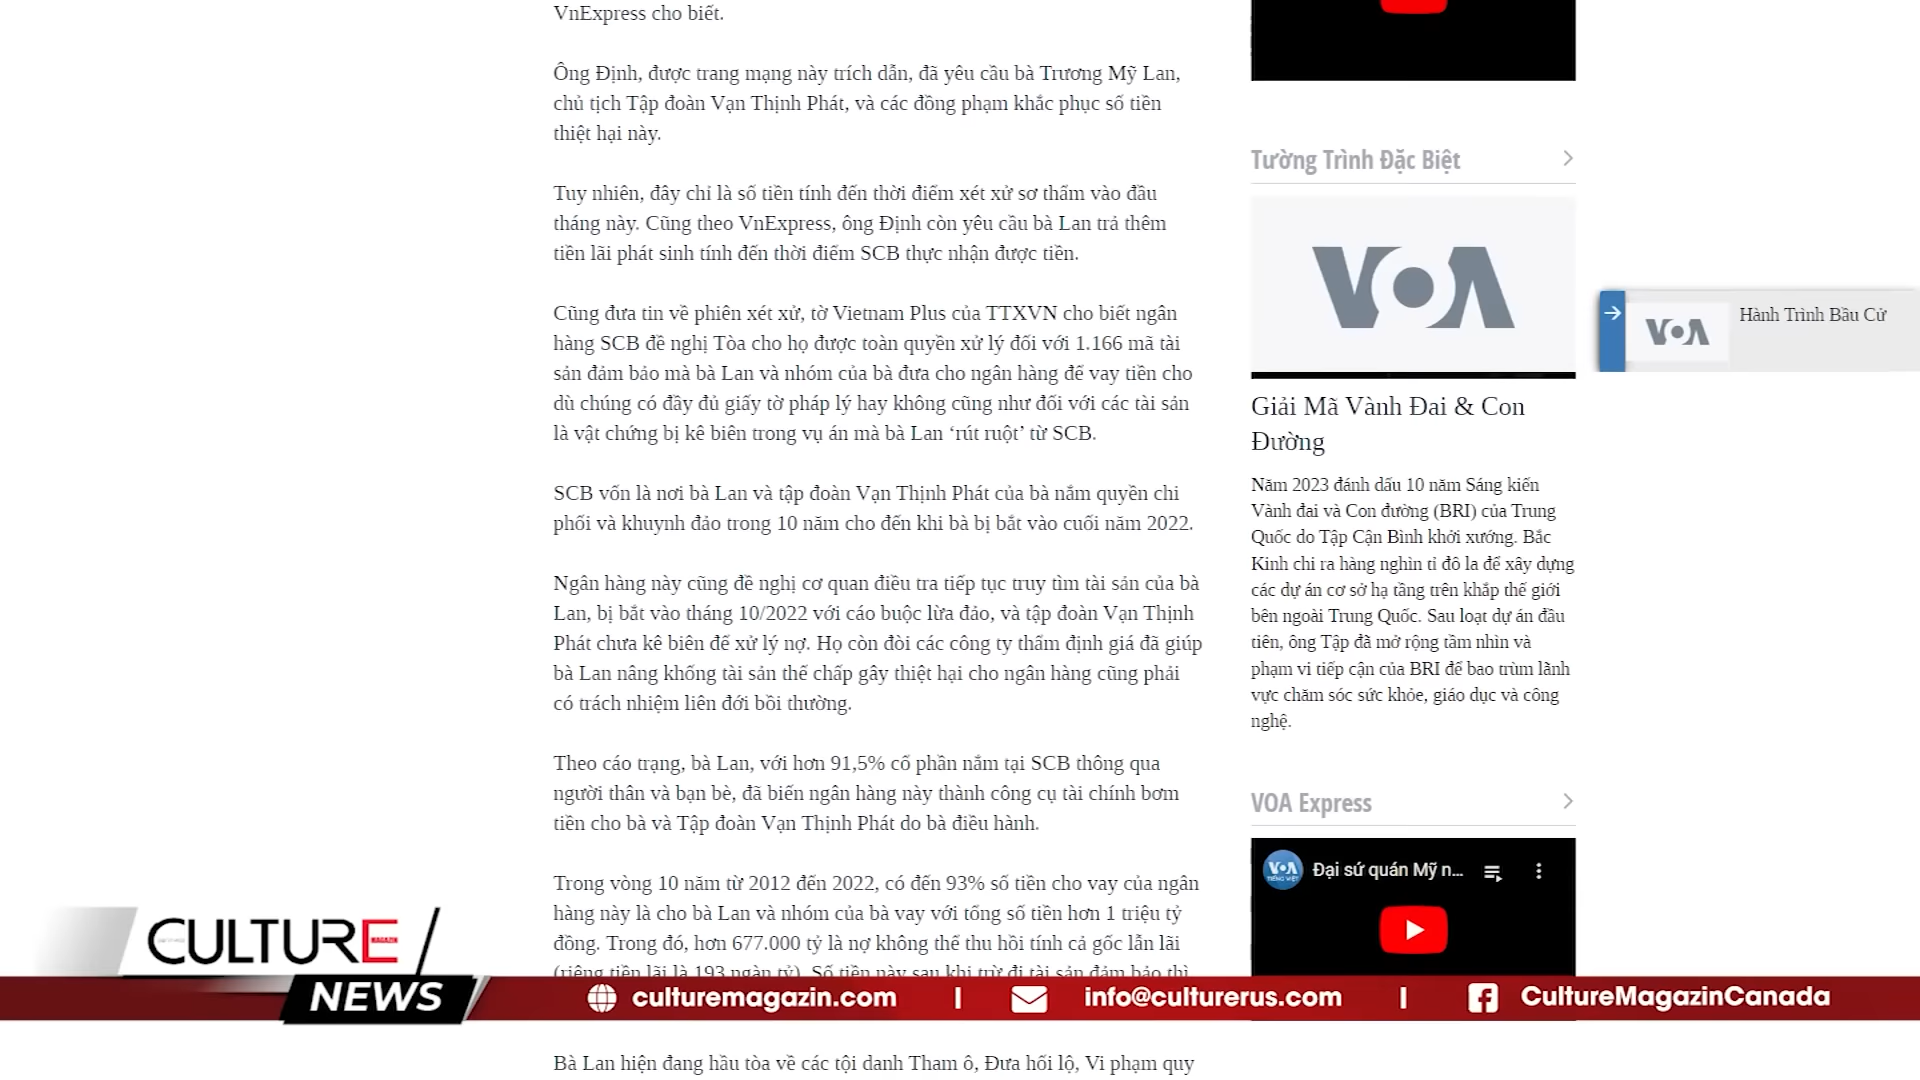 VnExpress cho biết.
Ông Định, được trang mạng này trích dẫn, đã yêu cầu bà Trương Mỹ Lan,
chủ tịch Tập đoàn Vạn Thịnh Phát, và các đồng phạm khắc phục số tiền
thiệt hại này.
Tuy nhiên, đây chỉ là số tiền tính đến thời điểm xét xử sơ thẩm vào đầu
tháng này. Cũng theo VnExpress, ông Định còn yêu cầu bà Lan trả thêm
tiền lãi phát sinh tính đến thời điểm SCB thực nhận được tiền.
Cũng đưa tin về phiên xét xử, tờ Vietnam Plus của TTXVN cho biết ngân
hàng SCB đề nghị Tòa cho họ được toàn quyền xử lý đối với 1.166 mã tài
sản đảm bảo mà bà Lan và nhóm của bà đưa cho ngân hàng để vay tiền cho
dù chúng có đầy đủ giấy tờ pháp lý hay không cũng như đối với các tài sản
là vật chứng bị kê biên trong vụ án mà bà Lan ‘rút ruột’ từ SCB.
SCB vốn là nơi bà Lan và tập đoàn Vạn Thịnh Phát của bà nắm quyền chi
phối và khuynh đảo trong 10 năm cho đến khi bà bị bắt vào cuối năm 2022.
Ngân hàng này cũng đề nghị cơ quan điều tra tiếp tục truy tìm tài sản của bà
Lan, bị bắt vào tháng 10/2022 với cáo buộc lừa đảo, và tập đoàn Vạn Thịnh
Phát chưa kê biên để xử lý nợ. Họ còn đòi các công ty thẩm định giá đã giúp
bà Lan nâng khống tài sản thế chấp gây thiệt hại cho ngân hàng cũng phải
có trách nhiệm liên đới bồi thường.
Theo cáo trạng, bà Lan, với hơn 91,5% cổ phần nắm tại SCB thông qua
người thân và bạn bè, đã biến ngân hàng này thành công cụ tài chính bơm
tiền cho bà và Tập đoàn Vạn Thịnh Phát do bà điều hành.
Trong vòng 10 năm từ 2012 đến 2022, có đến 93% số tiền cho vay của ngân
hàng này là cho bà Lan và nhóm của bà vay với tổng số tiền hơn 1 triệu tỷ
đồng. Trong đó, hơn 677.000 tỷ là nợ không thể thu hồi tính cả gốc lẫn lãi
(riêng tiền lãi là 193 ngàn tỷ). Số tiền này sau khi trừ đi tài sản đảm bảo thì
Bà Lan hiện đang hầu tòa về các tội danh Tham ô, Đưa hối lộ, Vi phạm quy
Tường Trình Đặc Biệt
VOA
Giải Mã Vành Đai & Con
Đường
Năm 2023 đánh dấu 10 năm Sáng kiến
Vành đai và Con đường (BRI) của Trung
Quốc do Tập Cận Bình khởi xướng. Bắc
Kinh chi ra hàng nghìn tỉ đô la để xây dựng
các dự án cơ sở hạ tầng trên khắp thế giới
bên ngoài Trung Quốc. Sau loạt dự án đầu
tiên, ông Tập đã mở rộng tầm nhìn và
phạm vi tiếp cận của BRI để bao trùm lãnh
vực chăm sóc sức khỏe, giáo dục và công
nghệ.
VOA Express
VOA
TIẾNG VIỆT
Đại sứ quán Mỹ n...
VOA
Hành Trình Bầu Cử
CULTURE
NEWS
culturemagazin.com
info@culturerus.com
CultureMagazinCanada